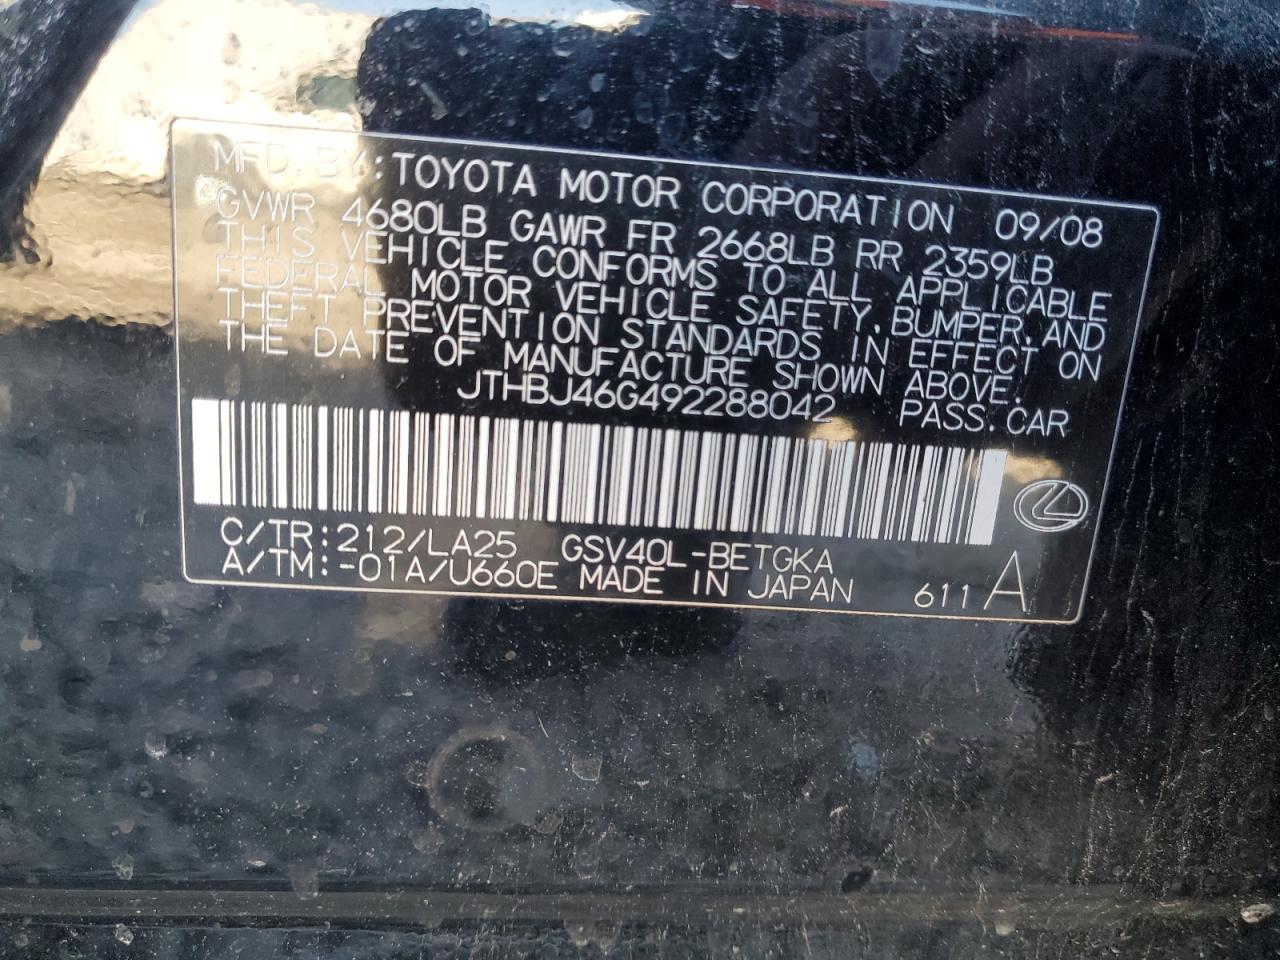 MFD. BY: TOYOTA MOTOR CORPORATION 09/08
GVWR 4680LB GAWR FR 2668LB RR 2359LB
THIS VEHICLE CONFORMS TO ALL APPLICABLE
FEDERAL MOTOR VEHICLE SAFETY, BUMPER, AND
THEFT PREVENTION STANDARDS IN EFFECT ON
THE DATE OF MANUFACTURE SHOWN ABOVE.
JTHBJ46G492288042 PASS. CAR
C/TR: 212/LA25 GSV40L-BETGKA
A/TM: -01A/U660E MADE IN JAPAN 611 A